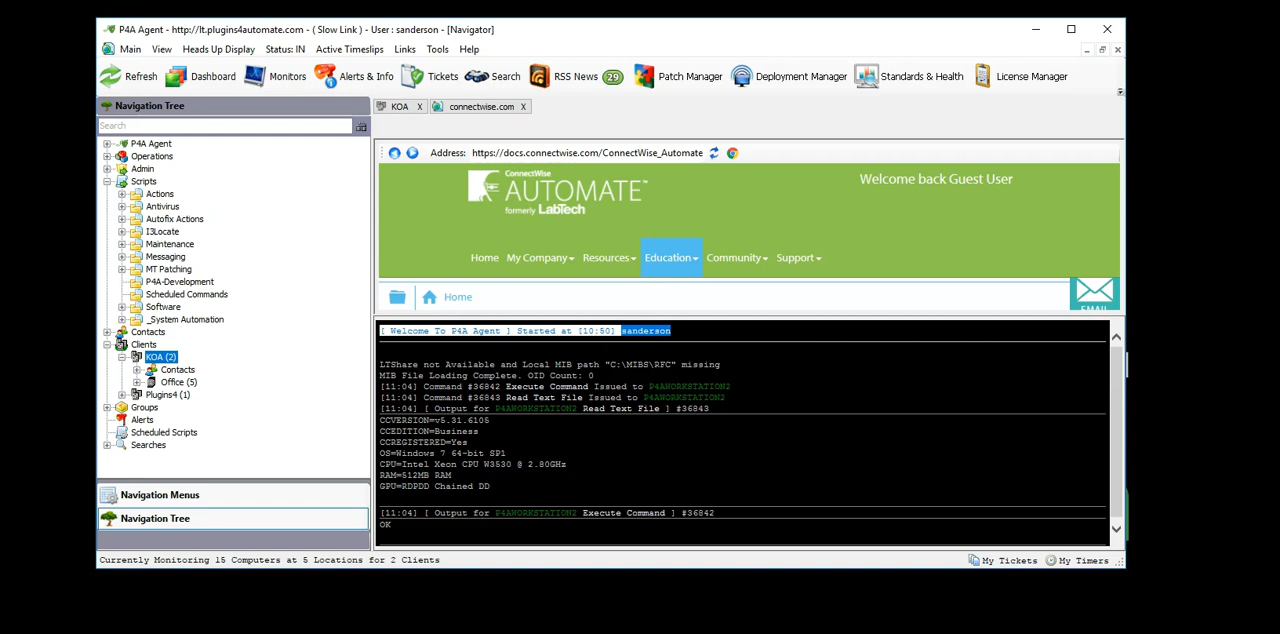 P4A Agent - http://lt.plugins4automate.com - ( Slow Link ) - User : sanderson - [Navigator]
Main View Heads Up Display Status: IN Active Timeslips Links Tools Help
Refresh Dashboard Monitors Alerts & Info Tickets Search RSS News 29 Patch Manager Deployment Manager Standards & Health License Manager
Navigation Tree
KOA X connectwise.com X
Search
P4A Agent
Operations
Admin
Scripts
Actions
Antivirus
Autofix Actions
I3Locate
Maintenance
Messaging
MT Patching
P4A-Development
Scheduled Commands
Software
_System Automation
Contacts
Clients
KOA (2)
Contacts
Office (5)
Plugins4 (1)
Groups
Alerts
Scheduled Scripts
Searches
Navigation Menus
Navigation Tree
Address: https://docs.connectwise.com/ConnectWise_Automate
ConnectWise
AUTOMATE™
formerly LabTech
Welcome back Guest User
Home My Company Resources Education Community Support
Home
EMAIL
[ Welcome To P4A Agent ] Started at [10:50] sanderson
LTShare not Available and Local MIB path "C:\MIBS\RFC" missing
MIB File Loading Complete. OID Count: 0
[11:04] Command #36842 Execute Command Issued to P4AWORKSTATION2
[11:04] Command #36843 Read Text File Issued to P4AWORKSTATION2
[11:04] [ Output for P4AWORKSTATION2 Read Text File ] #36843
CCVERSION=v5.31.6105
CCEDITION=Business
CCREGISTERED=Yes
OS=Windows 7 64-bit SP1
CPU=Intel Xeon CPU W3530 @ 2.80GHz
RAM=512MB RAM
GPU=RDPDD Chained DD
[11:04] [ Output for P4AWORKSTATION2 Execute Command ] #36842
OK
Currently Monitoring 15 Computers at 5 Locations for 2 Clients
My Tickets My Timers